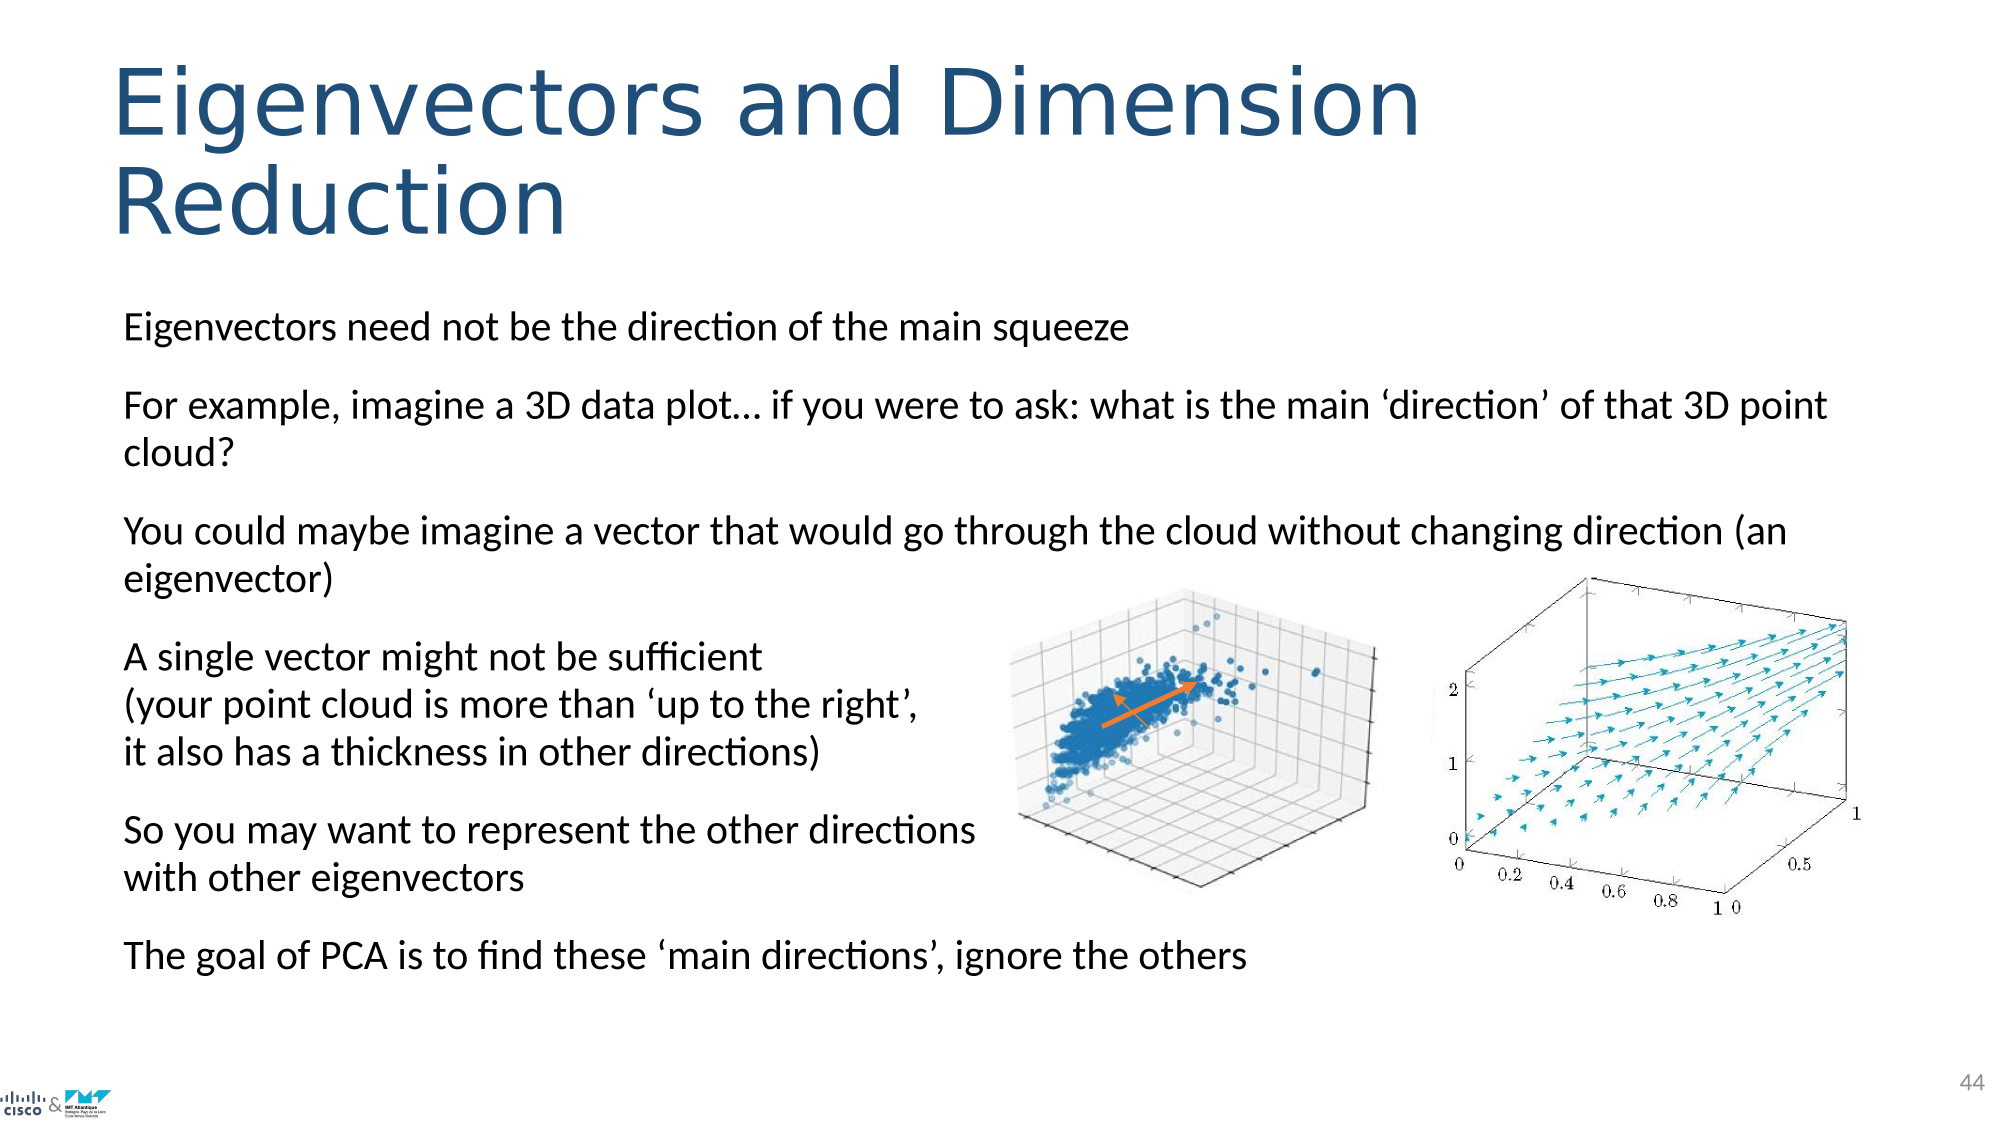 Eigenvectors and Dimension
Reduction
Eigenvectors need not be the direction of the main squeeze
For example, imagine a 3D data plot… if you were to ask: what is the main ‘direction’ of that 3D point
cloud?
You could maybe imagine a vector that would go through the cloud without changing direction (an
eigenvector)
A single vector might not be sufficient
(your point cloud is more than ‘up to the right’,
it also has a thickness in other directions)
So you may want to represent the other directions
with other eigenvectors
The goal of PCA is to find these ‘main directions’, ignore the others
2
1
0
0
0.2
0.4
0.6
0.8
1
0
0.5
1
CISCO
&
IMT Atlantique
44